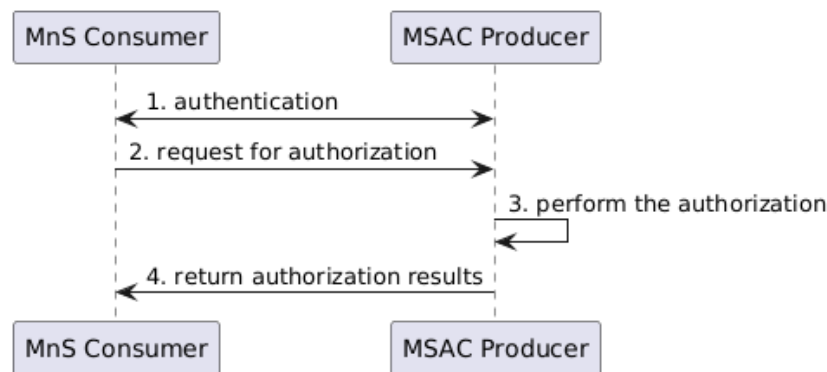 MnS Consumer
MSAC Producer
1. authentication
2. request for authorization
3. perform the authorization
4. return authorization results
MnS Consumer
MSAC Producer